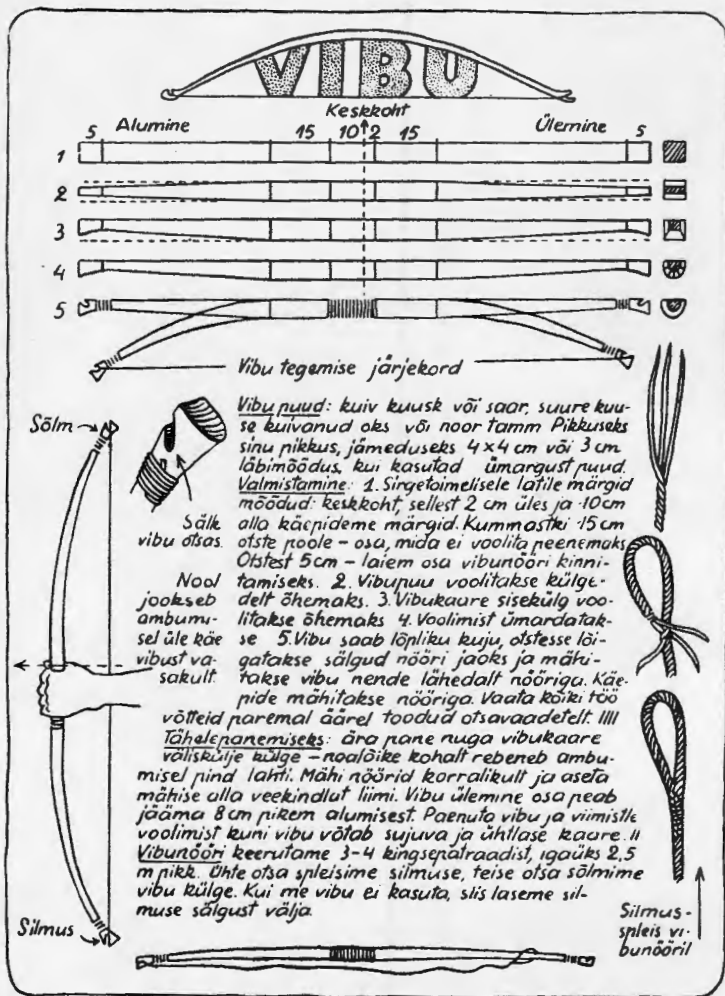 VIBU
Keskkoht
5 Alumine 15 10 2 15 Ülemine 5
1
2
3
4
5
Vibu tegemise järjekord
Sõlm
Sälk
vibu otsas.
Nool
jookseb
ambumi-
sel üle käe
vibust va-
sakult.
Silmus
Vibu puud: kuiv kuusk või saar, suure kuu-
se kuivanud oks või noor tamm Pikkuseks
sinu pikkus, jämeduseks 4×4 cm või 3 cm
läbimõõdus, kui kasutad ümargust puud.
Valmistamine: 1. Sirgetoimelisele latile märgid
mõõdud: keskkoht, sellest 2 cm üles ja 10cm
alla käepideme märgid. Kummastki 15 cm
otste poole – osa, mida ei voolita peenemaks
Otstest 5cm – laiem osa vibunööri kinni-
tamiseks. 2. Vibupuu voolitakse külge-
delt õhemaks. 3. Vibukaare sisekülg voo-
litakse õhemaks 4. Voolimist ümardatak-
se 5. Vibu saab lõpliku kuju, otstesse lõi-
gatakse sälgud nööri jaoks ja mähi-
takse vibu nende lähedalt nööriga. Käe-
pide mähitakse nööriga. Vaata kõiki töö
võtteid paremal äärel toodud otsavaadetelt. IIII
Tähelepanemiseks: ära pane nuga vibukaare
väliskülje külge – noalõike kohalt rebeneb ambu-
misel pind lahti. Mähi nöörid korralikult ja aseta
mähise alla veekindlut liimi. Vibu ülemine osa peab
jääma 8 cm pikem alumisest. Paenuta vibu ja viimistle
voolimist kuni vibu võtab sujuva ja ühtlase kaare. II
Vibunööri keerutame 3-4 kingsepatraadist, igaüks 2,5
m pikk. Ühte otsa spleisime silmuse, teise otsa sõlmime
vibu külge. Kui me vibu ei kasuta, siis laseme sil-
muse sälgust välja.
Silmus-
spleis vi-
bunööril